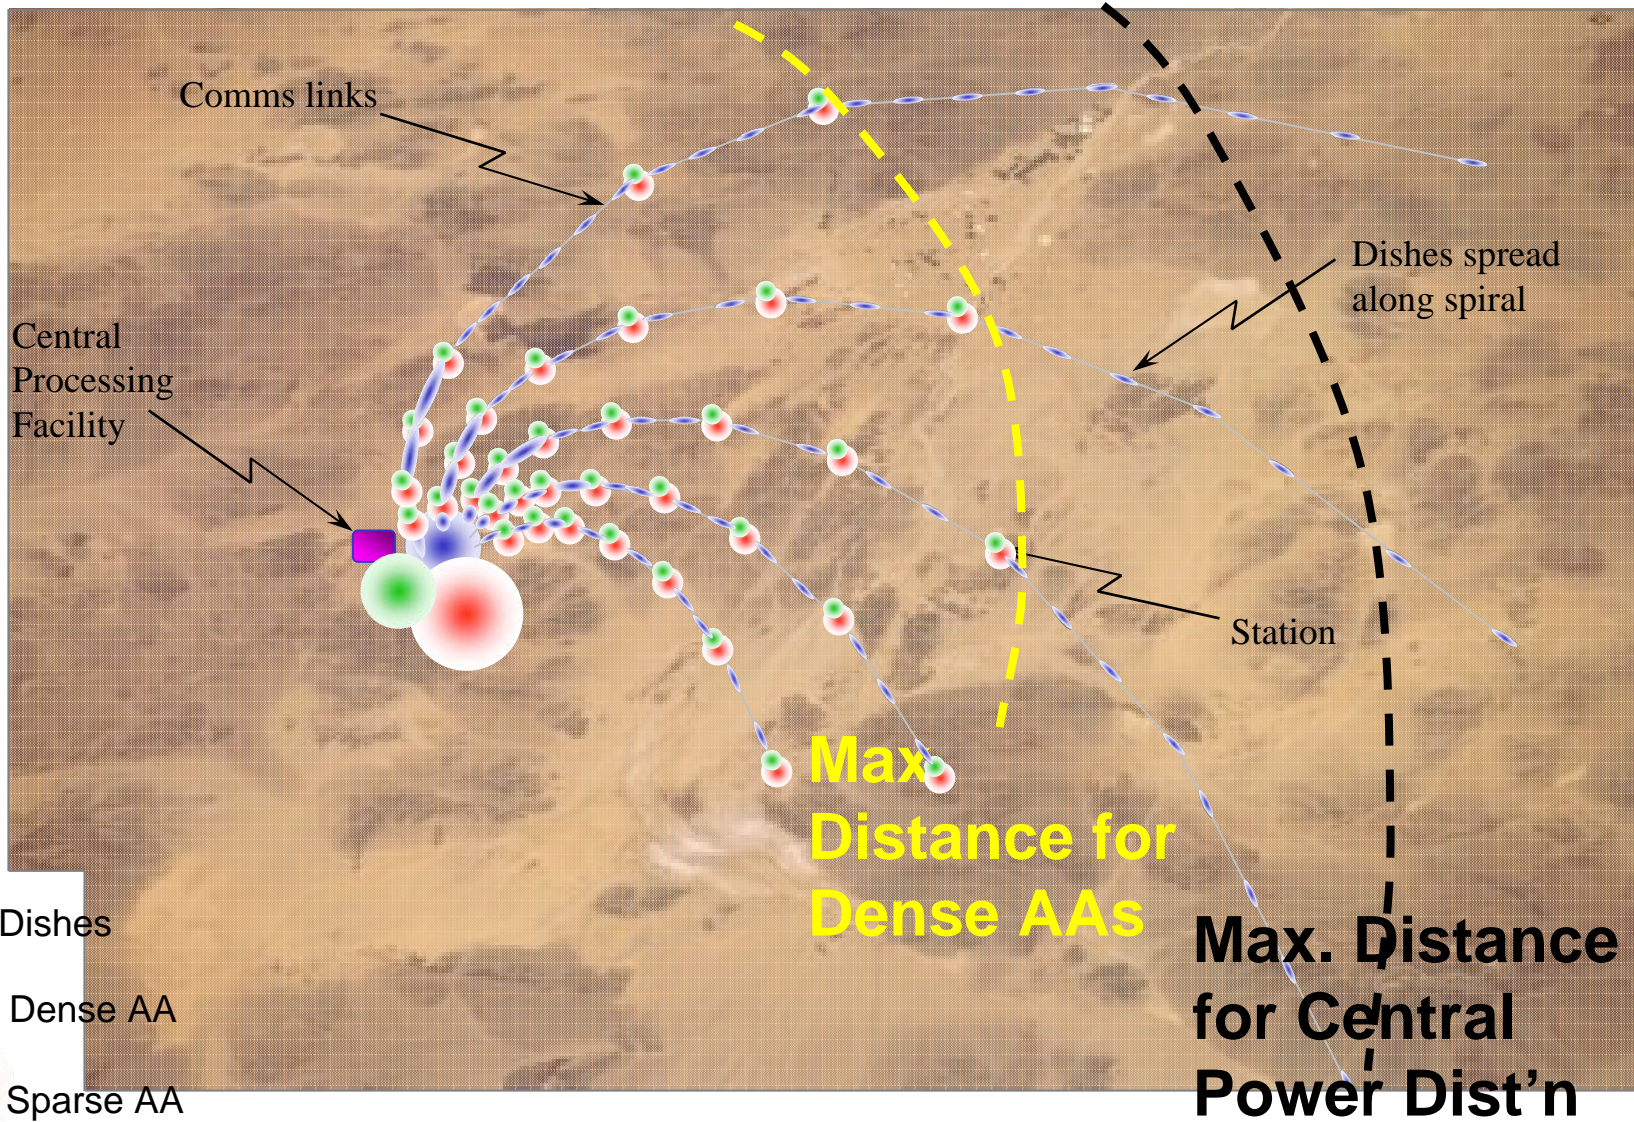 Comms links
Dishes spread
along spiral
Central
Processing
Facility
Station
Max
Distance for
Dense AAs
Max. Distance
for Central
Power Dist’n
Dishes
Dense AA
Sparse AA